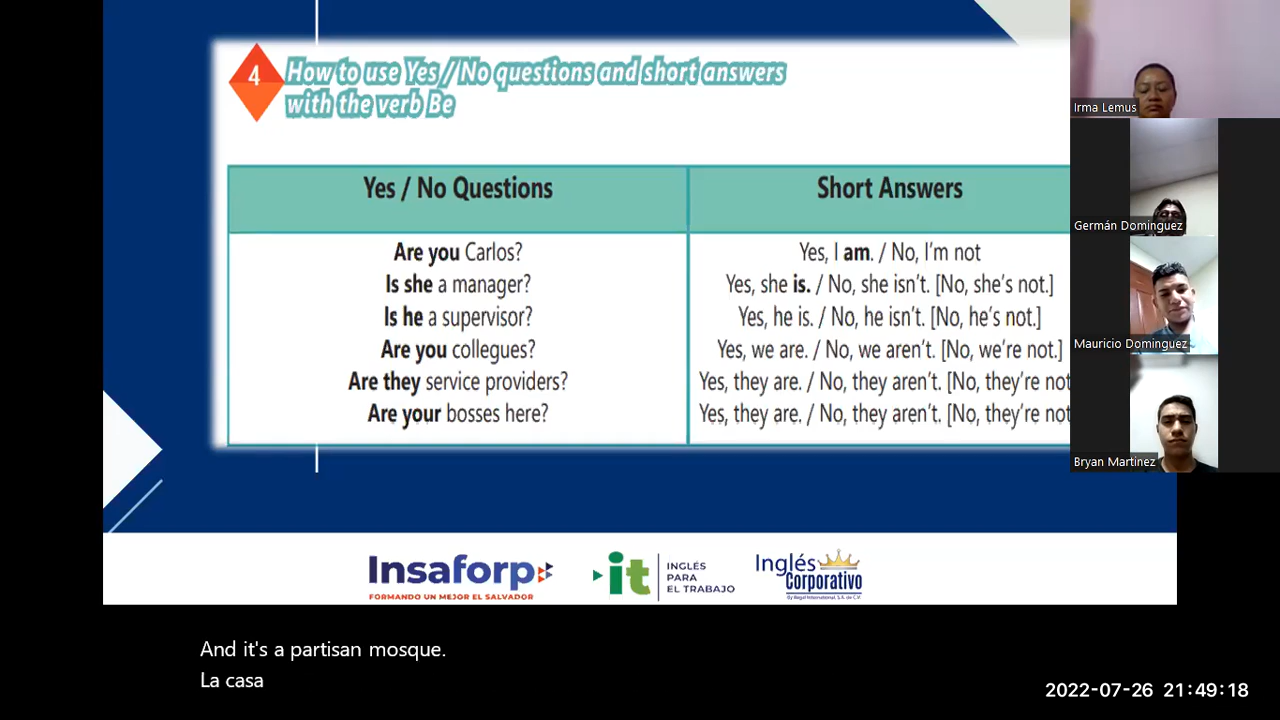 4
How to use Yes / No questions and short answers
with the verb Be
Yes / No Questions
Short Answers
Are you Carlos?
Yes, I am. / No, I'm not
Is she a manager?
Yes, she is. / No, she isn't. [No, she's not.]
Is he a supervisor?
Yes, he is. / No, he isn't. [No, he's not.]
Are you collegues?
Yes, we are. / No, we aren't. [No, we're not.]
Are they service providers?
Yes, they are. / No, they aren't. [No, they're not
Are your bosses here?
Yes, they are. / No, they aren't. [No, they're not
Irma Lemus
Germán Dominguez
Mauricio Dominguez
Bryan Martinez
Insaforp
FORMANDO UN MEJOR EL SALVADOR
it
INGLÉS
PARA
EL TRABAJO
Inglés
Corporativo
By Regal International, S.A. de C.V.
And it's a partisan mosque.
La casa
2022-07-26 21:49:18